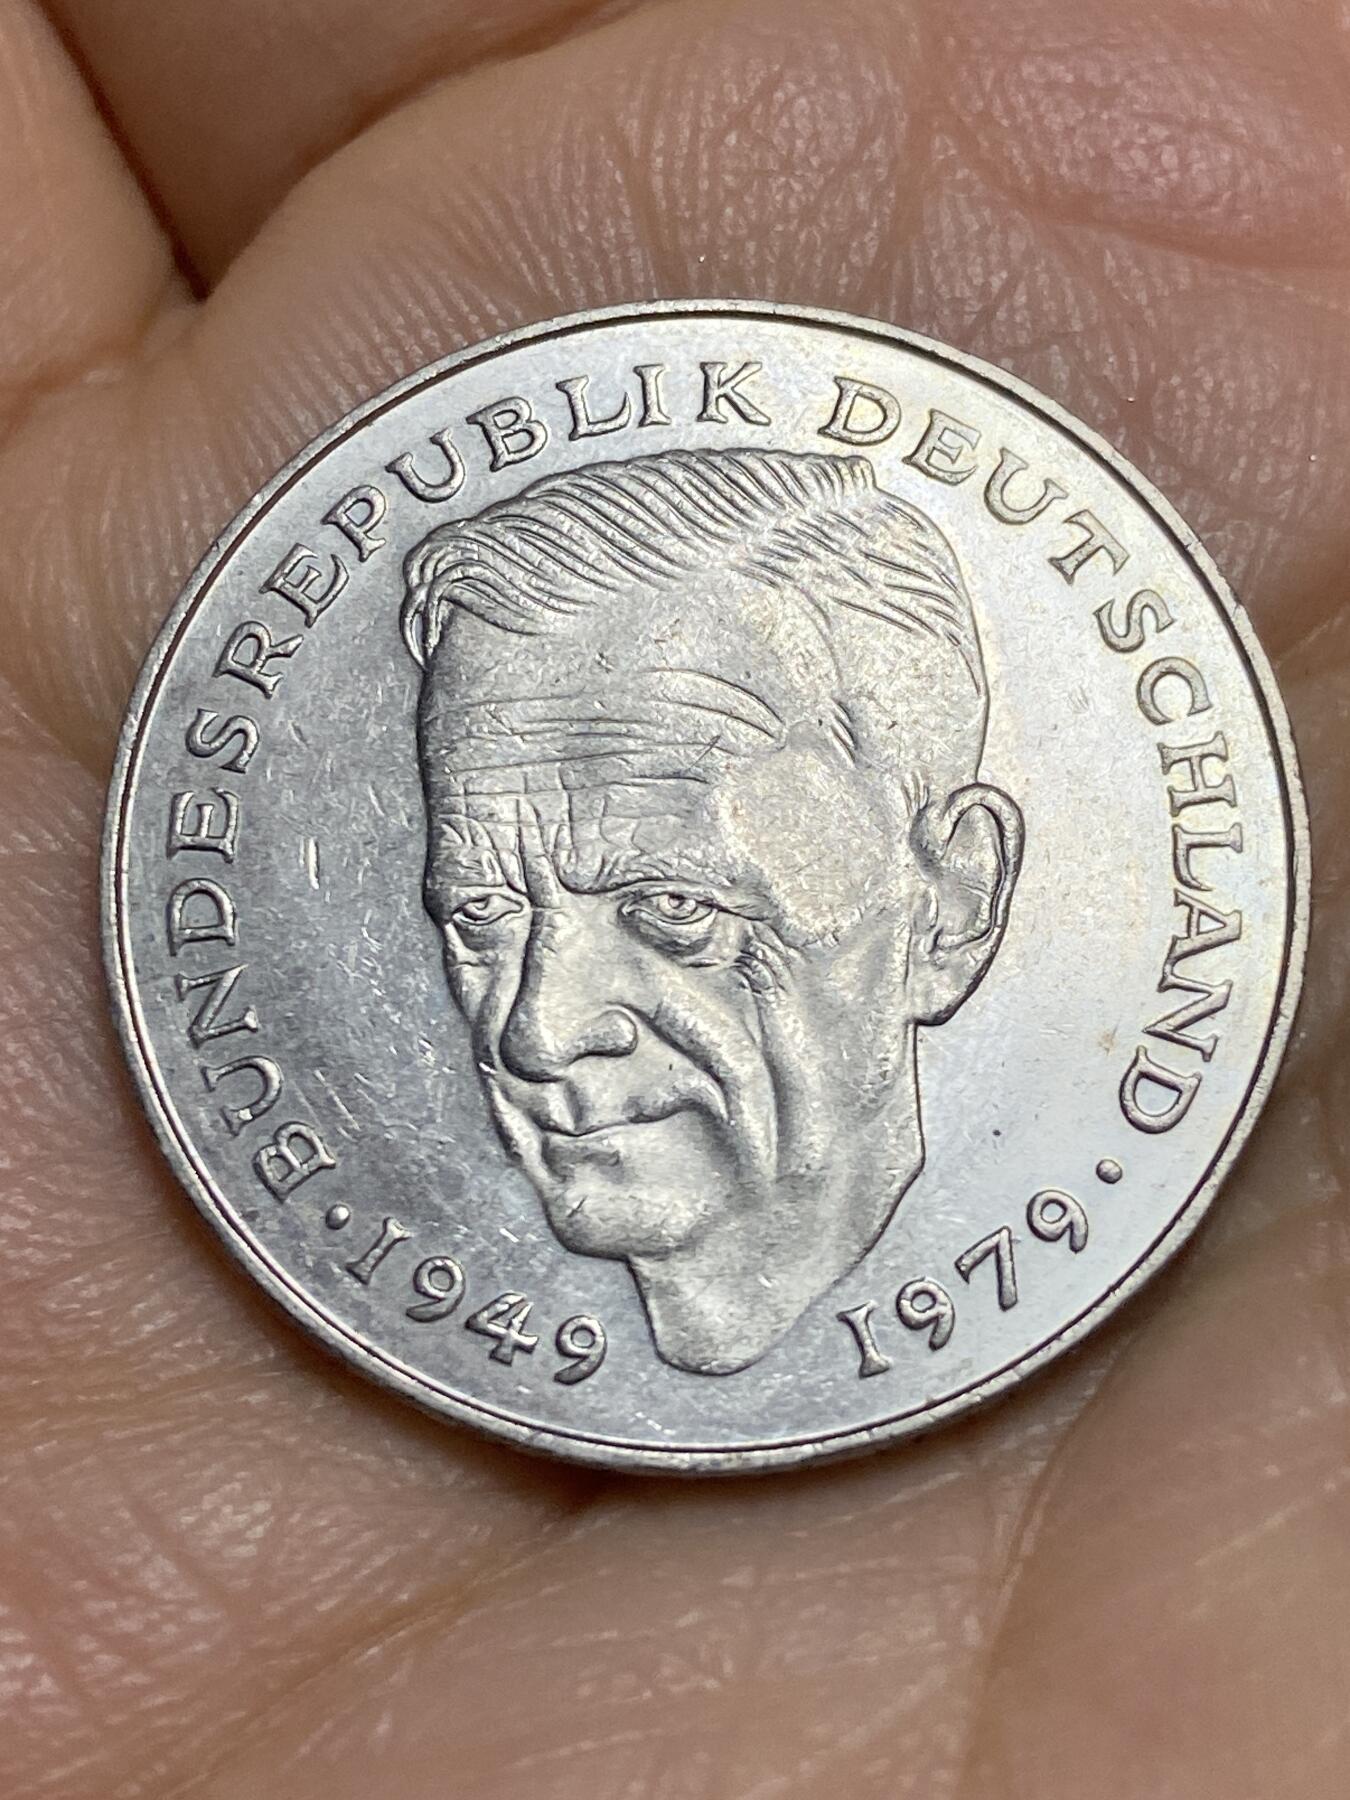 · BUNDESREPUBLIK DEUTSCHLAND ·
1949 1979